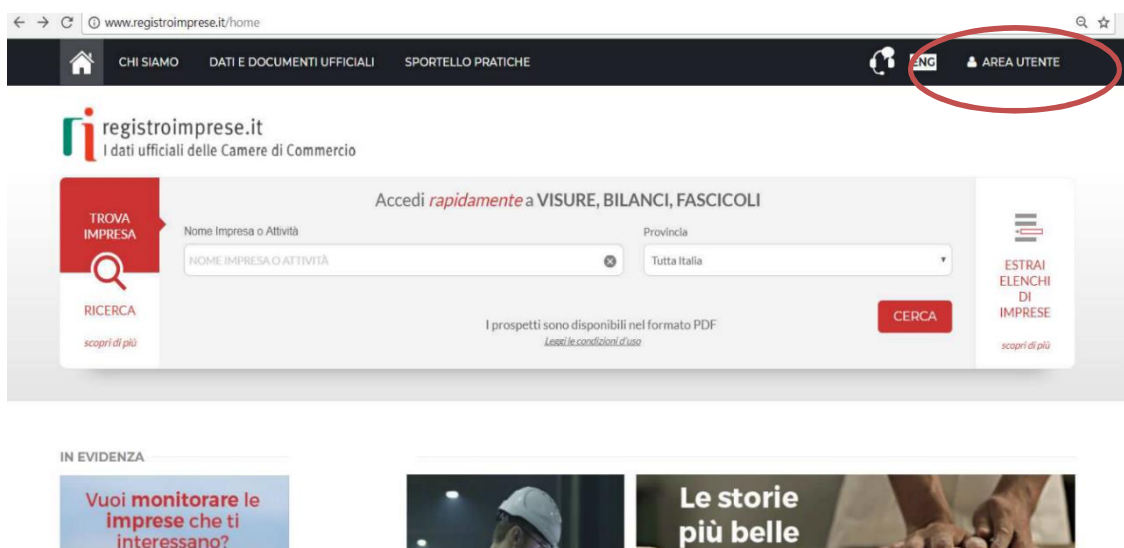 www.registroimprese.it/home
CHI SIAMO DATI E DOCUMENTI UFFICIALI SPORTELLO PRATICHE ENG AREA UTENTE
registroimprese.it
I dati ufficiali delle Camere di Commercio
TROVA
IMPRESA
RICERCA
scopri di più
Accedi rapidamente a VISURE, BILANCI, FASCICOLI
Nome Impresa o Attività
NOME IMPRESA O ATTIVITÀ
Provincia
Tutta Italia
I prospetti sono disponibili nel formato PDF
Leggi le condizioni d'uso
CERCA
ESTRAI
ELENCHI
DI
IMPRESE
scopri di più
IN EVIDENZA
Vuoi monitorare le
imprese che ti
interessano?
Le storie
più belle